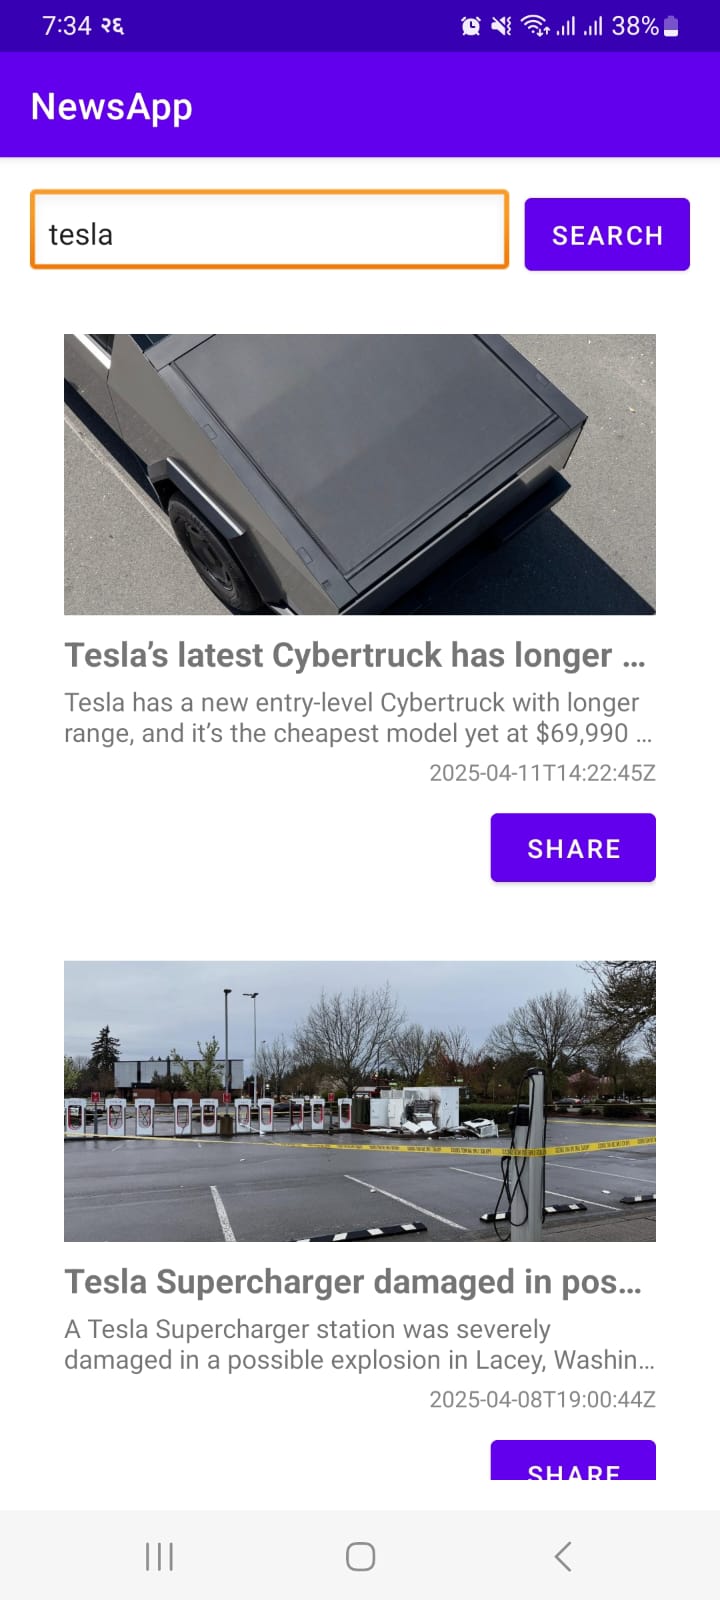 7:34 २६ 38%
NewsApp
tesla
SEARCH
Tesla’s latest Cybertruck has longer ...
Tesla has a new entry-level Cybertruck with longer
range, and it’s the cheapest model yet at $69,990 ...
2025-04-11T14:22:45Z
SHARE
Tesla Supercharger damaged in pos...
A Tesla Supercharger station was severely
damaged in a possible explosion in Lacey, Washin...
2025-04-08T19:00:44Z
SHARE